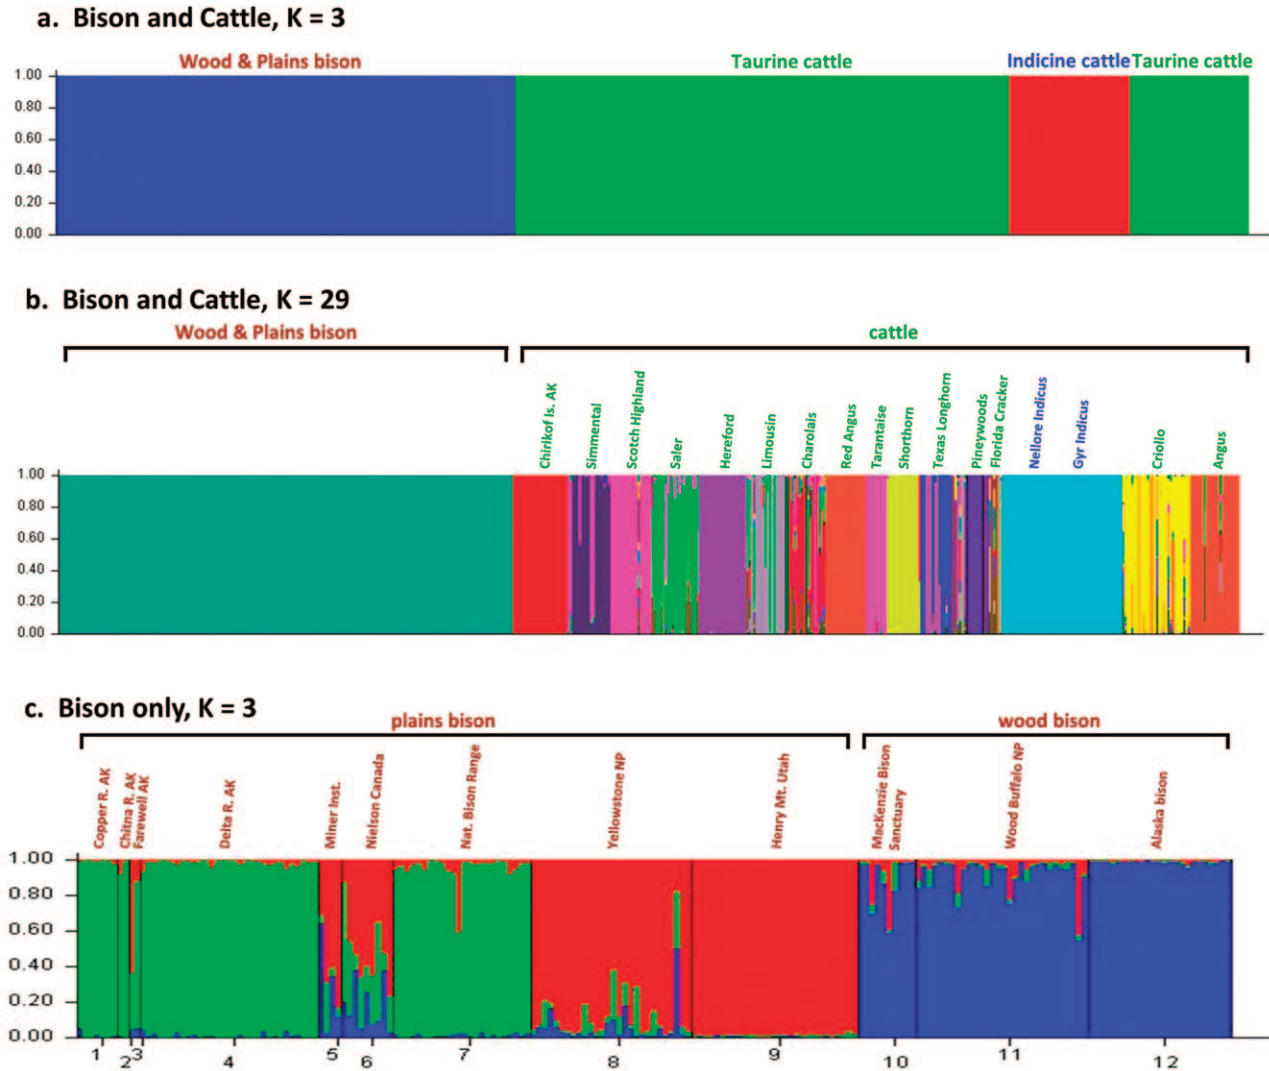 a. Bison and Cattle, K = 3
Wood & Plains bison
Taurine cattle
Indicine cattle
Taurine cattle
1.00
0.80
0.60
0.40
0.20
0.00
b. Bison and Cattle, K = 29
Wood & Plains bison
cattle
Chirikof Is. AK
Simmental
Scotch Highland
Saler
Hereford
Limousin
Charolais
Red Angus
Tarantaise
Shorthorn
Texas Longhorn
Pineywoods
Florida Cracker
Nellore Indicus
Gyr Indicus
Criollo
Angus
1.00
0.80
0.60
0.40
0.20
0.00
c. Bison only, K = 3
plains bison
wood bison
Copper R. AK
Chitna R. AK
Farewell AK
Delta R. AK
Miner Inst.
Nielson Canada
Nat. Bison Range
Yellowstone NP
Henry Mt. Utah
MacKenzie Bison
Sanctuary
Wood Buffalo NP
Alaska bison
1.00
0.80
0.60
0.40
0.20
0.00
1
2
3
4
5
6
7
8
9
10
11
12